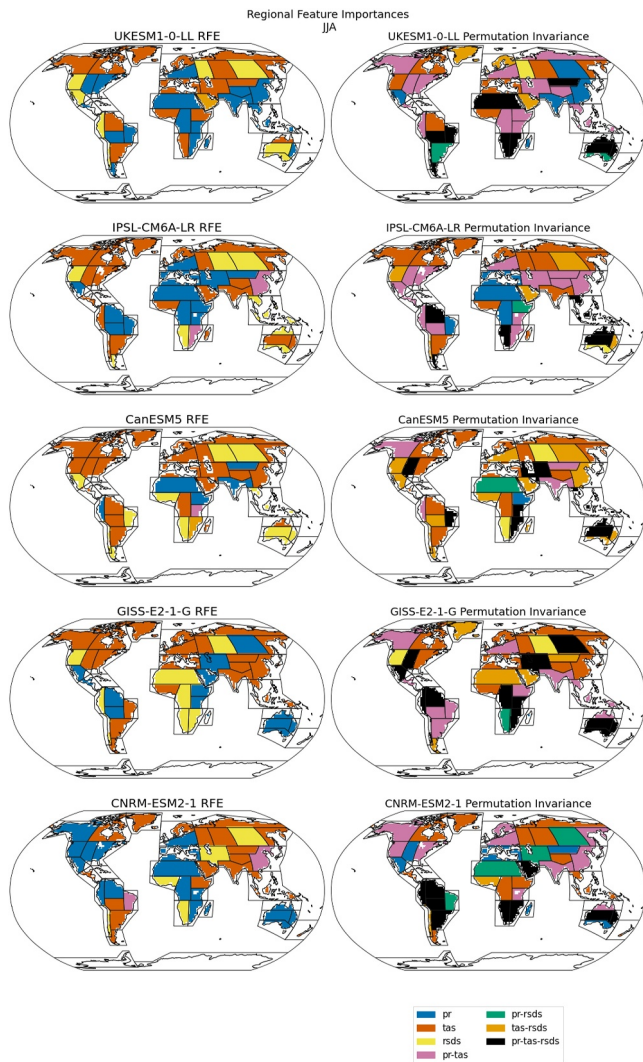 Regional Feature Importances
JJA
UKESM1-0-LL RFE
UKESM1-0-LL Permutation Invariance
IPSL-CM6A-LR RFE
IPSL-CM6A-LR Permutation Invariance
CanESM5 RFE
CanESM5 Permutation Invariance
GISS-E2-1-G RFE
GISS-E2-1-G Permutation Invariance
CNRM-ESM2-1 RFE
CNRM-ESM2-1 Permutation Invariance
pr
tas
rsds
pr-tas
pr-rsds
tas-rsds
pr-tas-rsds